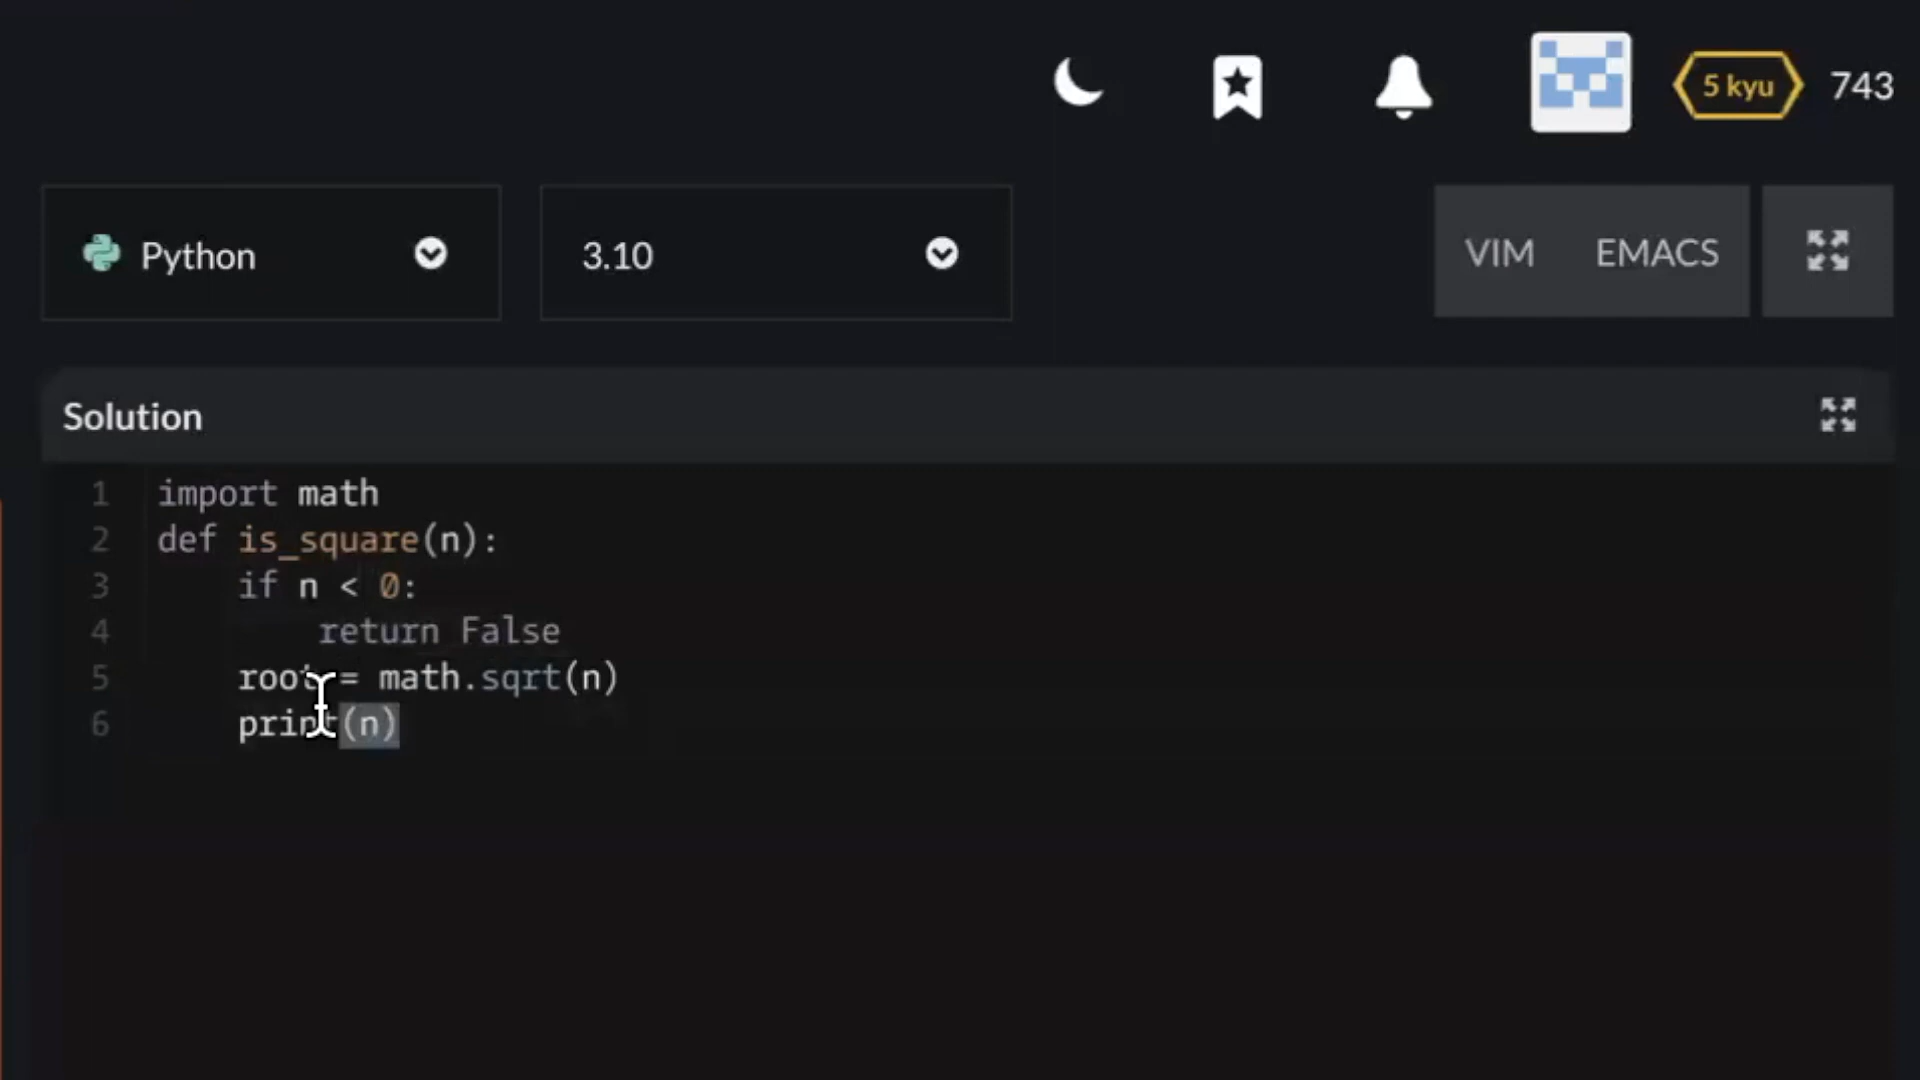 5 kyu 743
Python 3.10 VIM EMACS
Solution
1 import math
2 def is_square(n):
3 if n < 0:
4 return False
5 root = math.sqrt(n)
6 print(n)